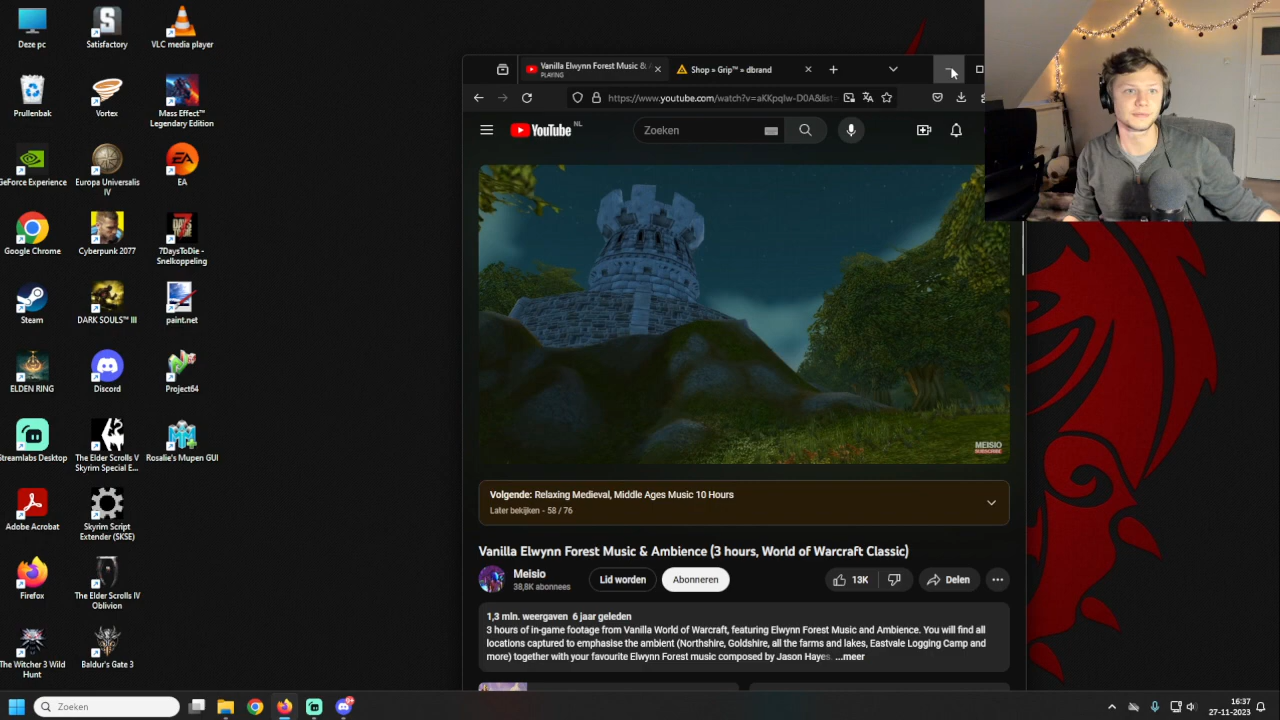 Deze pc
Satisfactory
VLC media player
Prullenbak
Vortex
Mass Effect™
Legendary Edition
GeForce Experience
Europa Universalis
IV
EA
Google Chrome
Cyberpunk 2077
7DaysToDie -
Snelkoppeling
Steam
DARK SOULS™ III
paint.net
ELDEN RING
Discord
Project64
Streamlabs Desktop
The Elder Scrolls V
Skyrim Special E...
Rosalie's Mupen GUI
Adobe Acrobat
Skyrim Script
Extender (SKSE)
Firefox
The Elder Scrolls IV
Oblivion
The Witcher 3 Wild
Hunt
Baldur's Gate 3
Vanilla Elwynn Forest Music &
PLAYING
Shop » Grip™ » dbrand
https://www.youtube.com/watch?v=aKKpqIw-D0A&list=
YouTube NL
Zoeken
MEISIO
SUBSCRIBE
Volgende: Relaxing Medieval, Middle Ages Music 10 Hours
Later bekijken - 58 / 76
Vanilla Elwynn Forest Music & Ambience (3 hours, World of Warcraft Classic)
Meisio
38,8K abonnees
Lid worden
Abonneren
13K
Delen
1,3 mln. weergaven 6 jaar geleden
3 hours of in-game footage from Vanilla World of Warcraft, featuring Elwynn Forest Music and Ambience. You will find all
locations captured to emphasise the ambient (Northshire, Goldshire, all the farms and lakes, Eastvale Logging Camp and
more) together with your favourite Elwynn Forest music composed by Jason Hayes. ...meer
Zoeken
16:37
27-11-2023